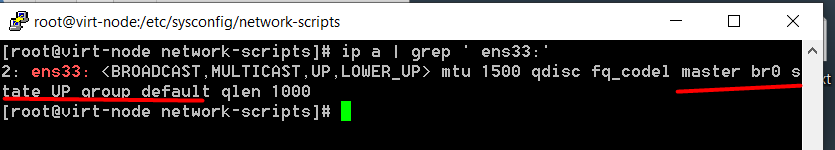 root@virt-node:/etc/sysconfig/network-scripts
[root@virt-node network-scripts]# ip a | grep ' ens33:'
2: ens33: <BROADCAST,MULTICAST,UP,LOWER_UP> mtu 1500 qdisc fq_codel master br0 s
tate UP group default qlen 1000
[root@virt-node network-scripts]#
xt